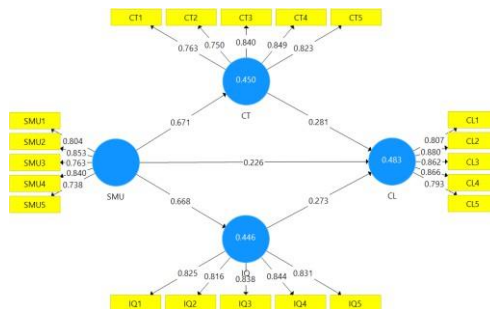 CT1 CT2 CT3 CT4 CT5
0.763 0.750 0.840 0.849 0.823
0.450
CT
0.671 0.281
SMU1
SMU2
SMU3
SMU4
SMU5
0.804
0.853
0.763
0.840
0.738
SMU
0.226
0.483
CL
0.807
0.880
0.862
0.866
0.793
CL1
CL2
CL3
CL4
CL5
0.668 0.273
0.446
IQ
0.825 0.816 0.838 0.844 0.831
IQ1 IQ2 IQ3 IQ4 IQ5